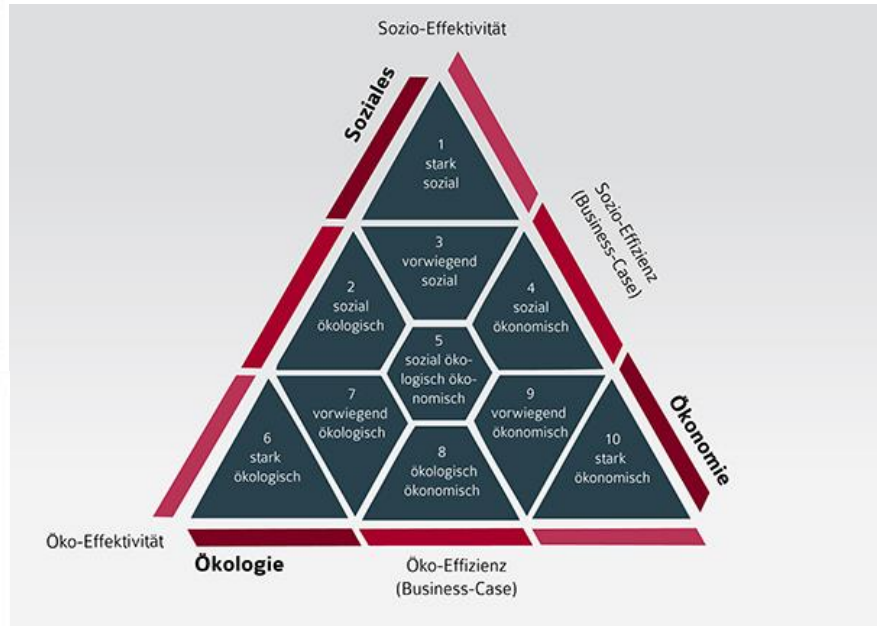 Sozio-Effektivität
Soziales
1
stark
sozial
Sozio-Effizienz
(Business-Case)
3
vorwiegend
sozial
2
sozial
ökologisch
4
sozial
ökonomisch
5
sozial öko-
logisch öko-
nomisch
7
vorwiegend
ökologisch
9
vorwiegend
ökonomisch
Ökonomie
6
stark
ökologisch
8
ökologisch
ökonomisch
10
stark
ökonomisch
Öko-Effektivität
Ökologie
Öko-Effizienz
(Business-Case)